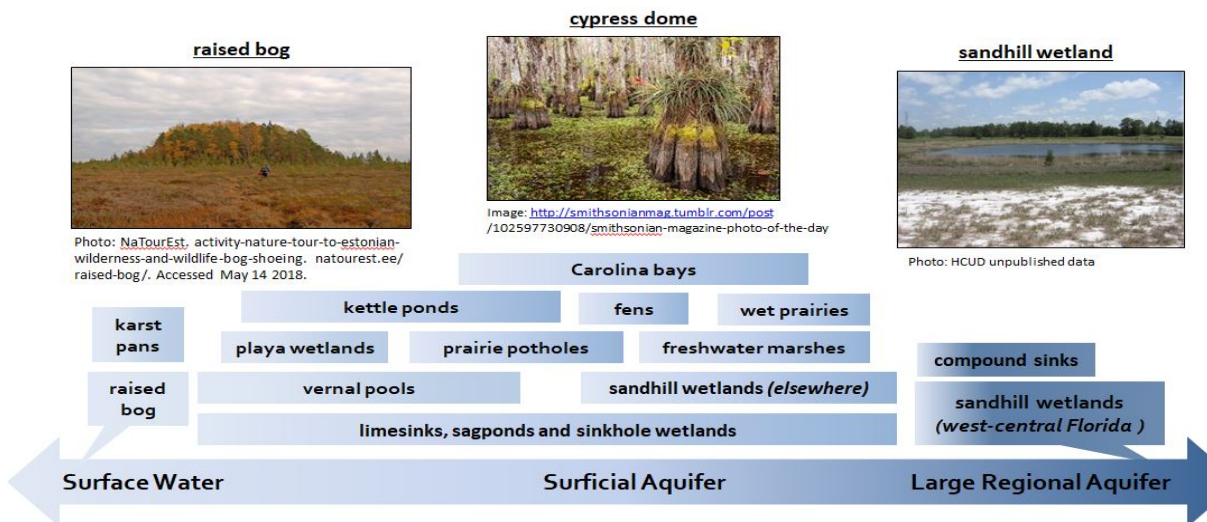 cypress dome
raised bog
sandhill wetland
Image: http://smithsonianmag.tumblr.com/post
/102597730908/smithsonian-magazine-photo-of-the-day
Photo: NaTourEst. activity-nature-tour-to-estonian-
wilderness-and-wildlife-bog-shoeing. natourest.ee/
raised-bog/. Accessed May 14 2018.
Photo: HCUD unpublished data
Carolina bays
kettle ponds
fens
wet prairies
karst
pans
playa wetlands
prairie potholes
freshwater marshes
compound sinks
raised
bog
vernal pools
sandhill wetlands (elsewhere)
sandhill wetlands
(west-central Florida )
limesinks, sagponds and sinkhole wetlands
Surface Water
Surficial Aquifer
Large Regional Aquifer